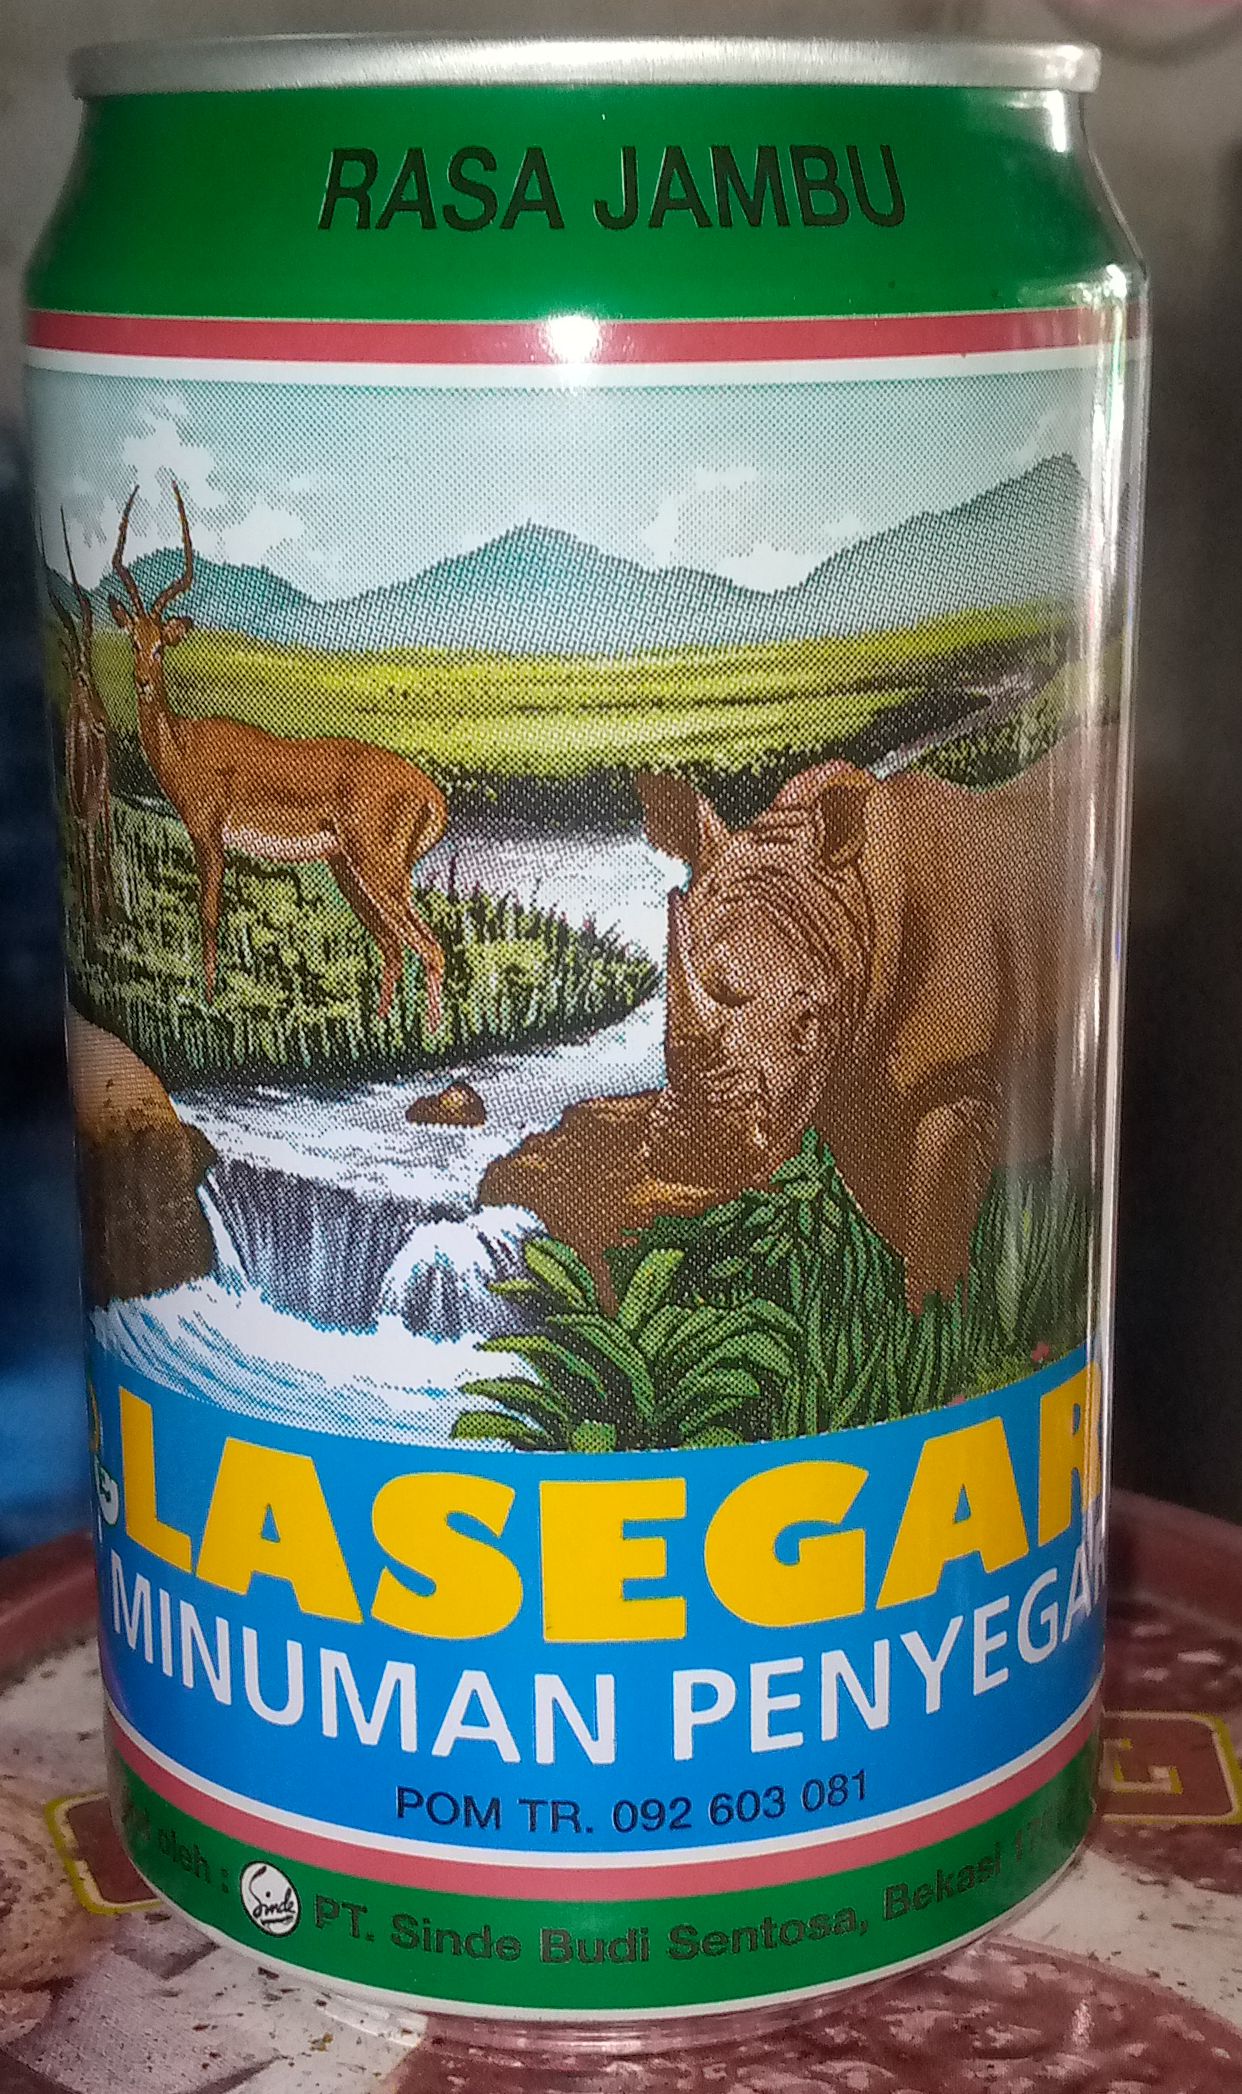 RASA JAMBU
LASEGAR
MINUMAN PENYEGAR
POM TR. 092 603 081
oleh : Sinde PT. Sinde Budi Sentosa, Bekasi